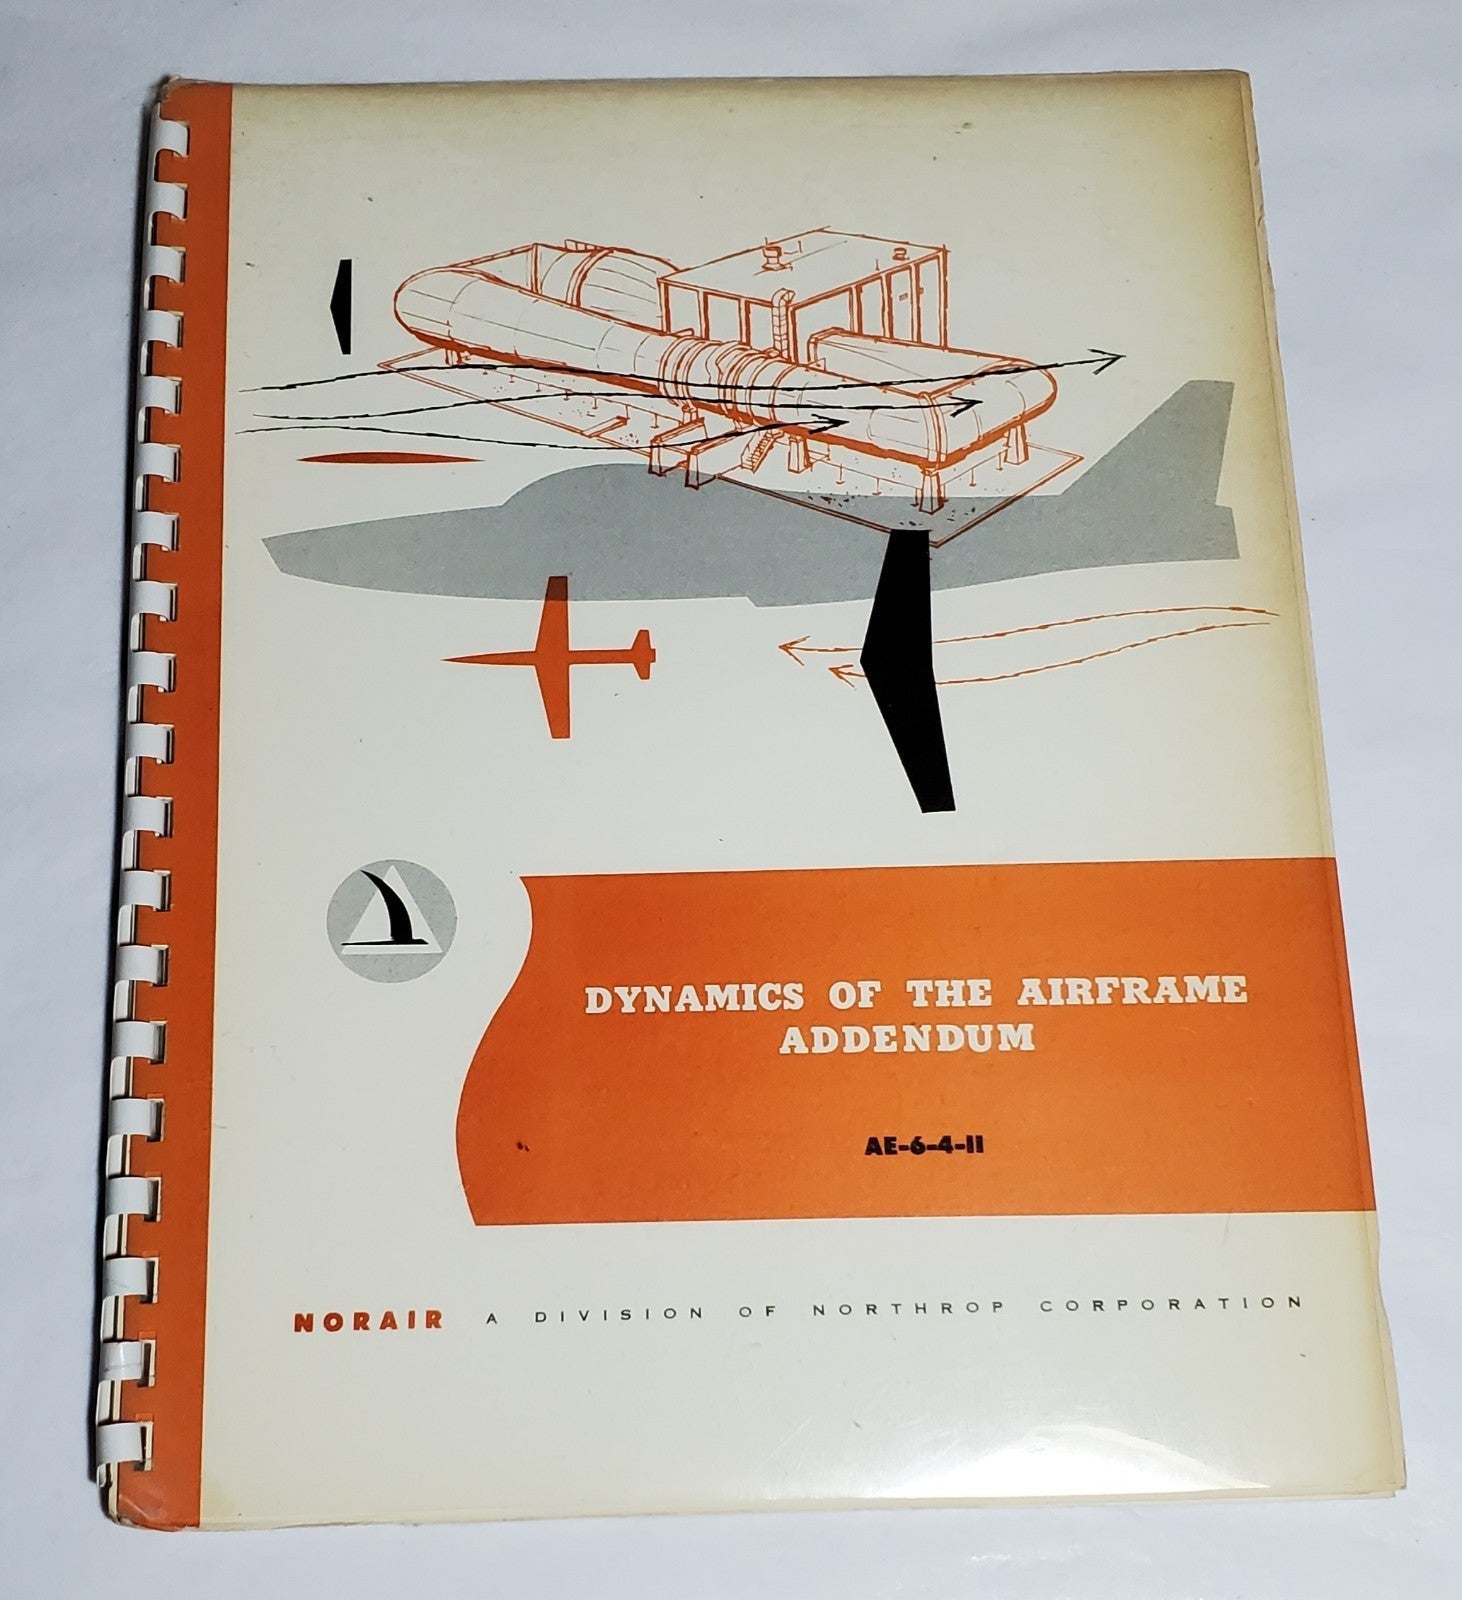 DYNAMICS OF THE AIRFRAME
ADDENDUM
AE-6-4-II
NORAIR A DIVISION OF NORTHROP CORPORATION